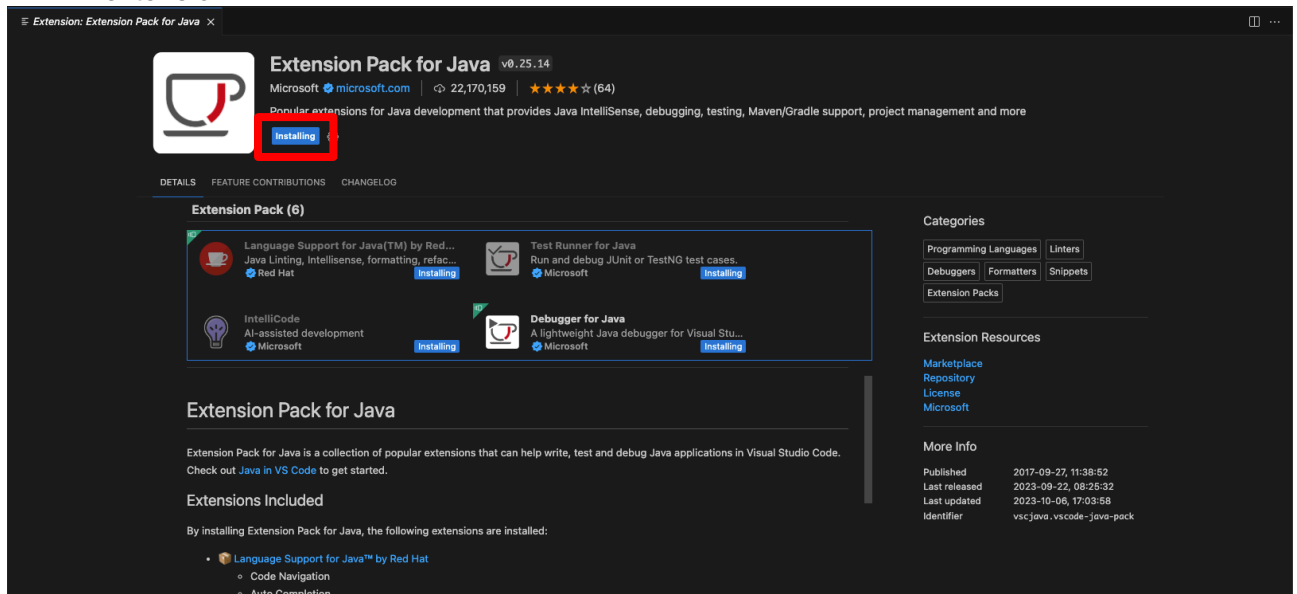 Extension: Extension Pack for Java
Extension Pack for Java v0.25.14
Microsoft microsoft.com 22,170,159 (64)
Popular extensions for Java development that provides Java IntelliSense, debugging, testing, Maven/Gradle support, project management and more
Installing
DETAILS FEATURE CONTRIBUTIONS CHANGELOG
Extension Pack (6)
Language Support for Java(TM) by Red...
Java Linting, Intellisense, formatting, refac...
Red Hat Installing
Test Runner for Java
Run and debug JUnit or TestNG test cases.
Microsoft Installing
IntelliCode
AI-assisted development
Microsoft Installing
Debugger for Java
A lightweight Java debugger for Visual Stu...
Microsoft Installing
Extension Pack for Java
Extension Pack for Java is a collection of popular extensions that can help write, test and debug Java applications in Visual Studio Code.
Check out Java in VS Code to get started.
Extensions Included
By installing Extension Pack for Java, the following extensions are installed:
• Language Support for Java™ by Red Hat
Code Navigation
Auto Completion
Categories
Programming Languages Linters
Debuggers Formatters Snippets
Extension Packs
Extension Resources
Marketplace
Repository
License
Microsoft
More Info
Published 2017-09-27, 11:38:52
Last released 2023-09-22, 08:25:32
Last updated 2023-10-06, 17:03:58
Identifier vscjava.vscode-java-pack